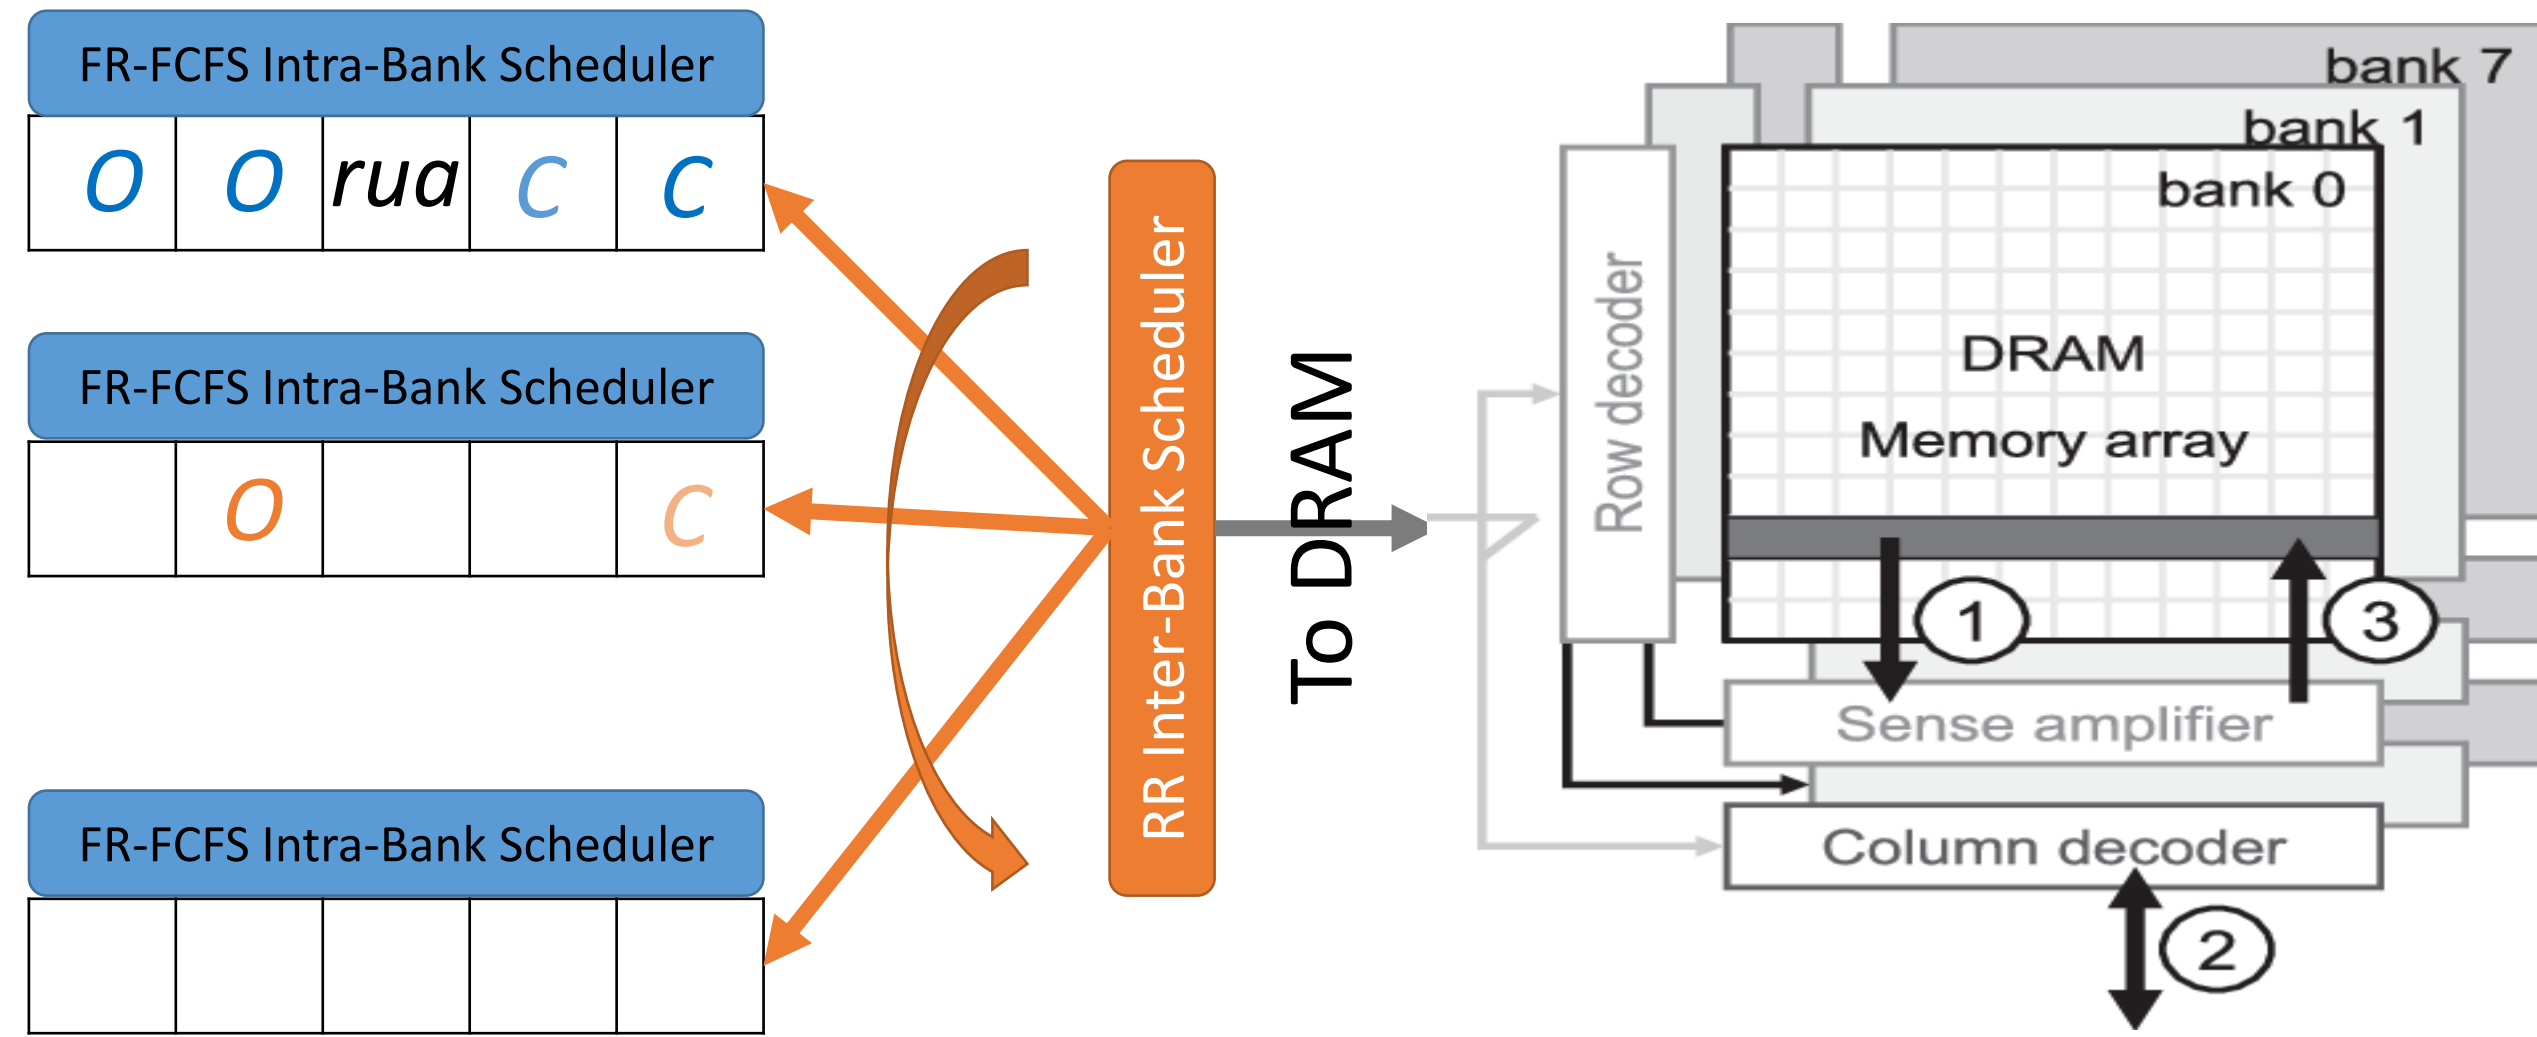 FR-FCFS Intra-Bank Scheduler
O O rua C C
FR-FCFS Intra-Bank Scheduler
O C
FR-FCFS Intra-Bank Scheduler
RR Inter-Bank Scheduler
To DRAM
bank 7
bank 1
bank 0
Row decoder
DRAM
Memory array
1
3
Sense amplifier
Column decoder
2